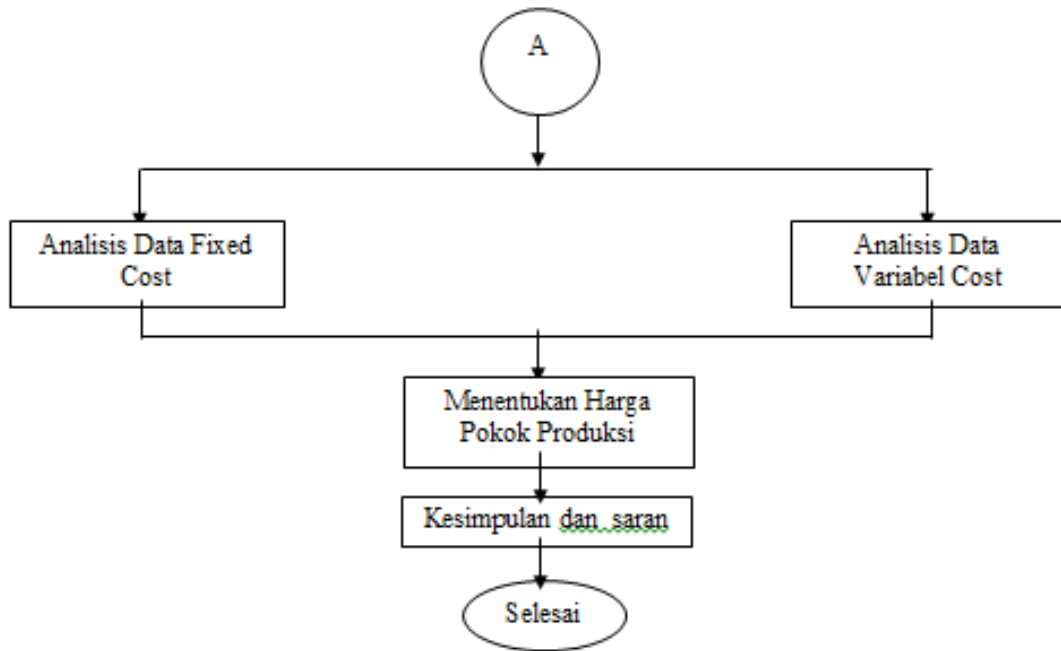 A
Analisis Data Fixed
Cost
Analisis Data
Variabel Cost
Menentukan Harga
Pokok Produksi
Kesimpulan dan saran
Selesai